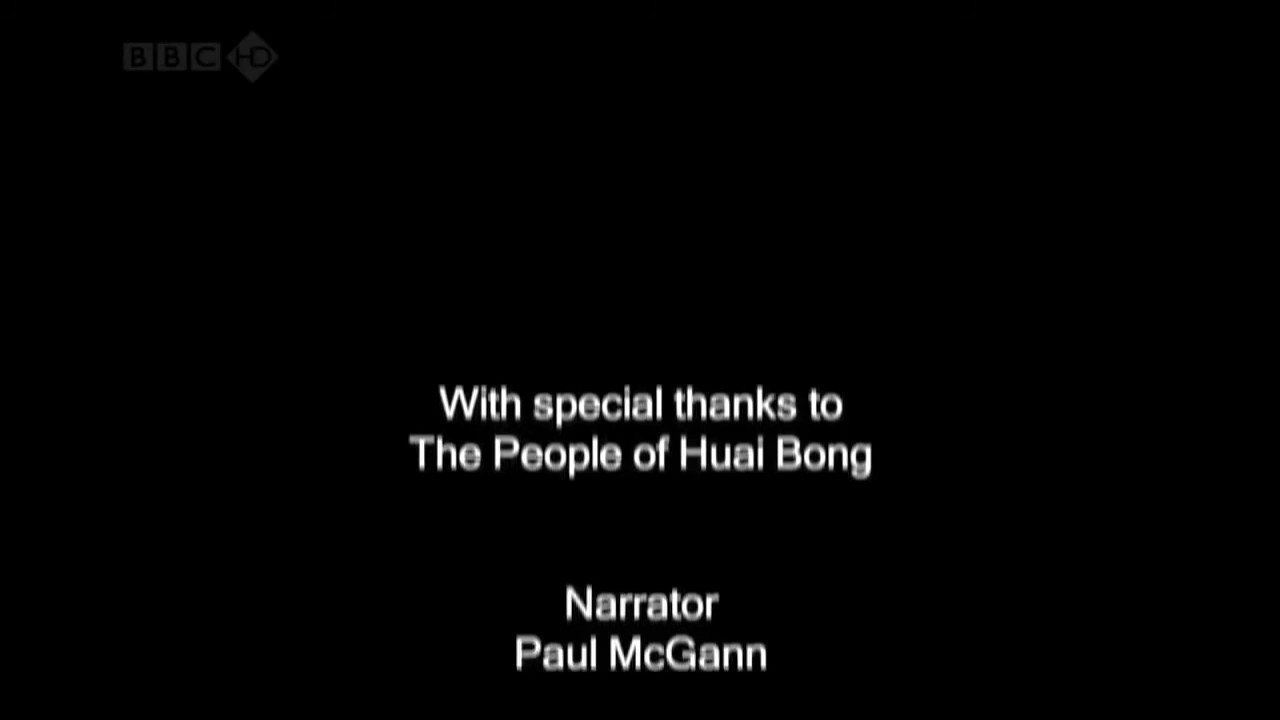 BBC HD
With special thanks to
The People of Huai Bong
Narrator
Paul McGann